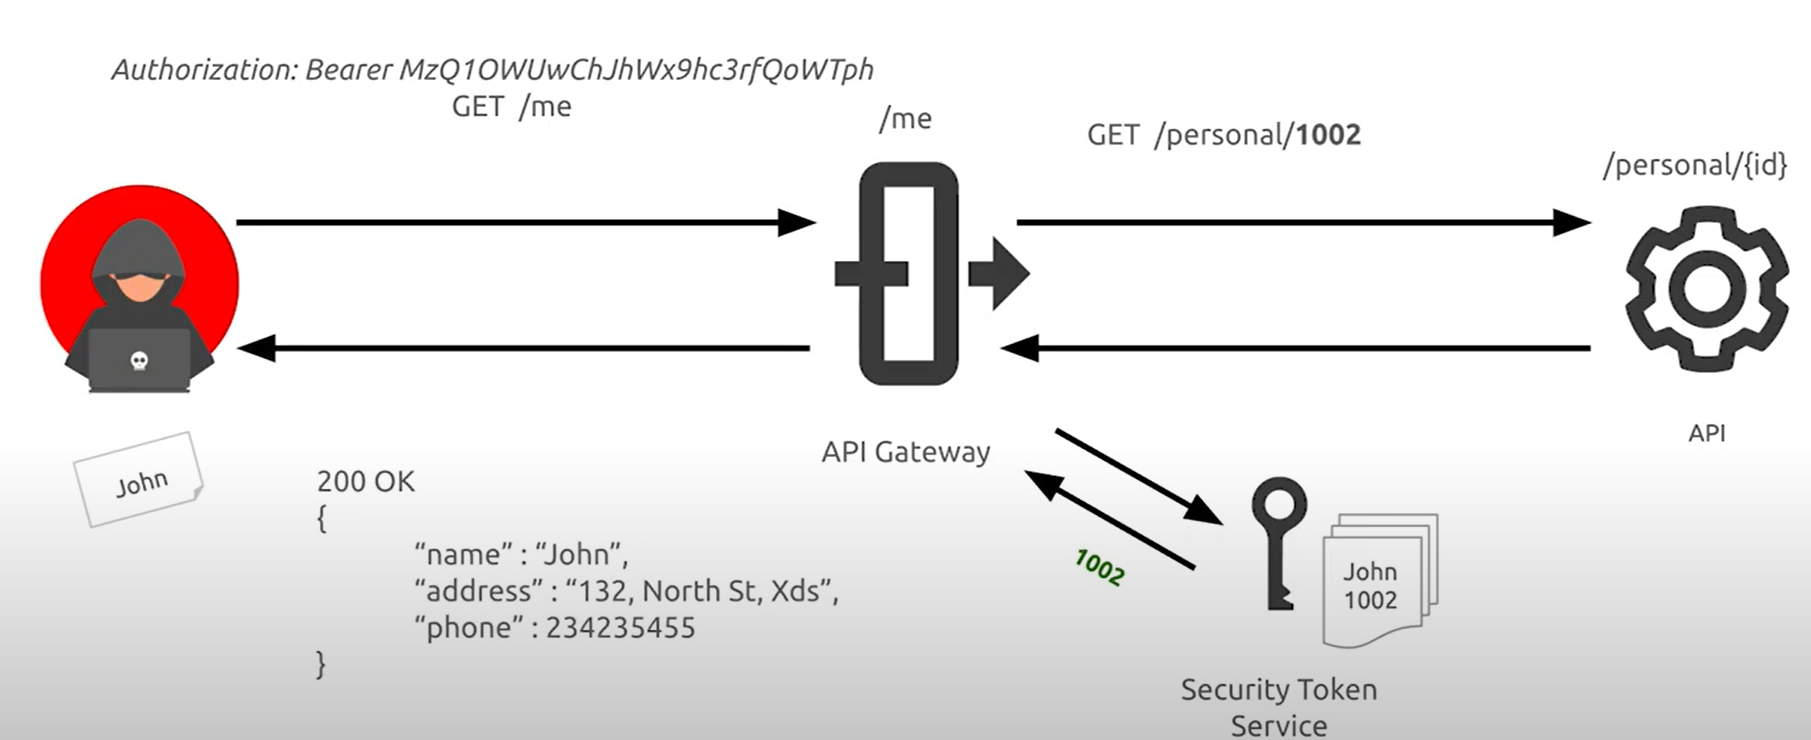 Authorization: Bearer MzQ1OWUwChJhWx9hc3rfQoWTph
GET /me
/me
GET /personal/1002
/personal/{id}
API Gateway
API
John
200 OK
{
“name” : “John”,
“address” : “132, North St, Xds”,
“phone” : 234235455
}
1002
John
1002
Security Token
Service